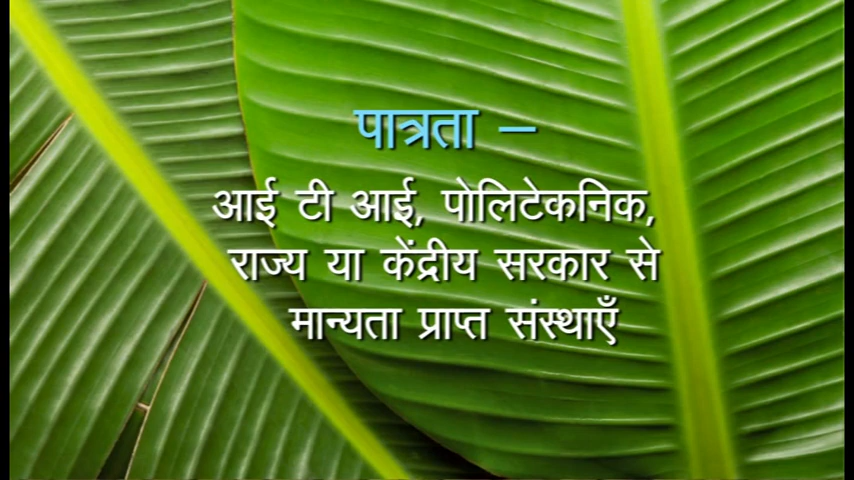 पात्रता –
आई टी आई, पोलिटेकनिक,
राज्य या केंद्रीय सरकार से
मान्यता प्राप्त संस्थाएँ